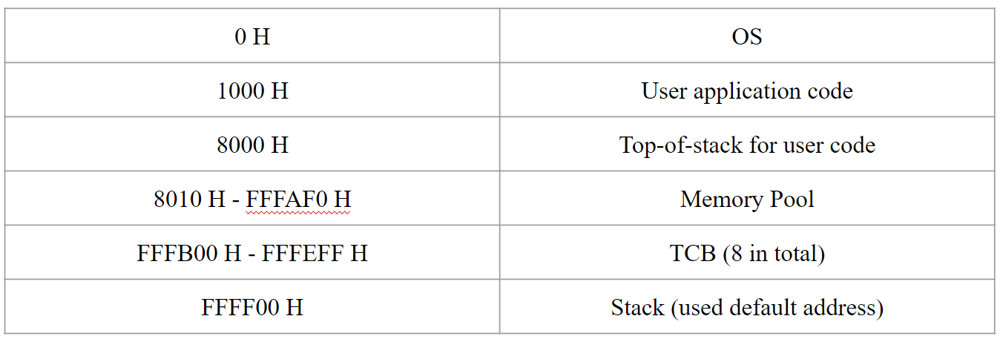 0 H OS
1000 H User application code
8000 H Top-of-stack for user code
8010 H - FFFAF0 H Memory Pool
FFFB00 H - FFFEFF H TCB (8 in total)
FFFF00 H Stack (used default address)